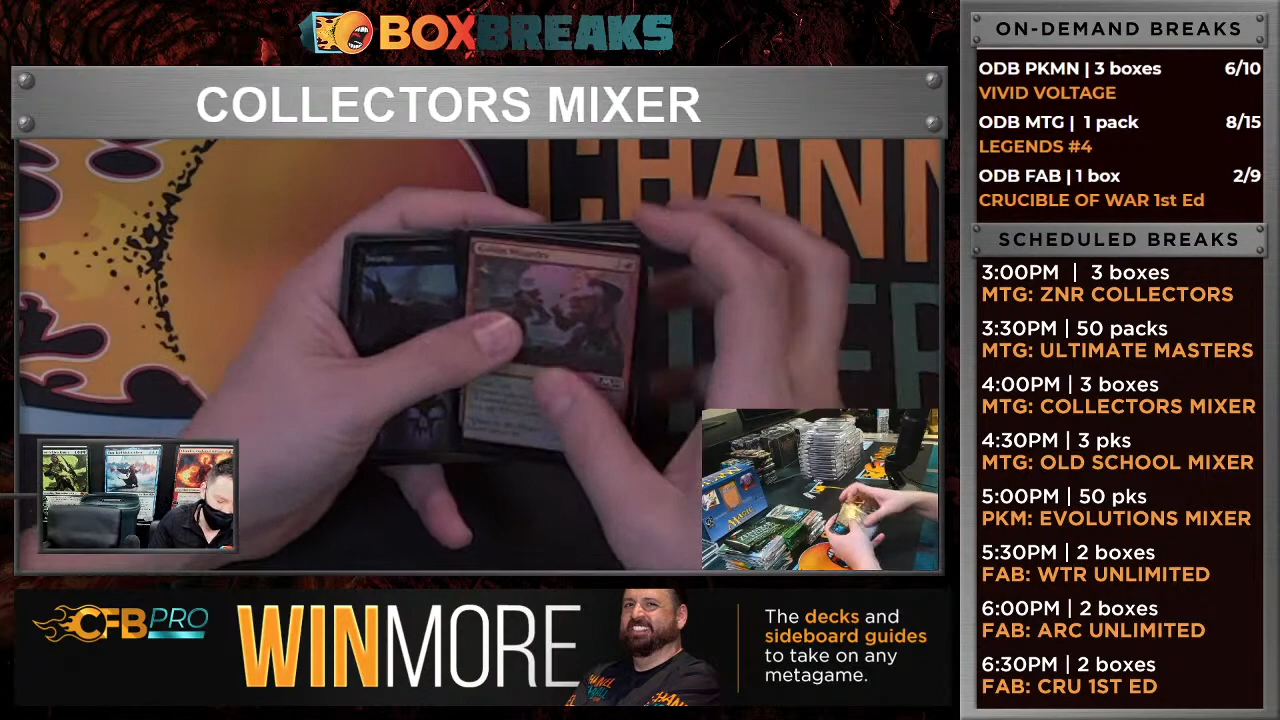 BOXBREAKS
COLLECTORS MIXER
Swamp
Goblin Wizardry
CFBPRO
WINMORE
The decks and
sideboard guides
to take on any
metagame.
ON-DEMAND BREAKS
ODB PKMN | 3 boxes 6/10
VIVID VOLTAGE
ODB MTG | 1 pack 8/15
LEGENDS #4
ODB FAB | 1 box 2/9
CRUCIBLE OF WAR 1st Ed
SCHEDULED BREAKS
3:00PM | 3 boxes
MTG: ZNR COLLECTORS
3:30PM | 50 packs
MTG: ULTIMATE MASTERS
4:00PM | 3 boxes
MTG: COLLECTORS MIXER
4:30PM | 3 pks
MTG: OLD SCHOOL MIXER
5:00PM | 50 pks
PKM: EVOLUTIONS MIXER
5:30PM | 2 boxes
FAB: WTR UNLIMITED
6:00PM | 2 boxes
FAB: ARC UNLIMITED
6:30PM | 2 boxes
FAB: CRU 1ST ED